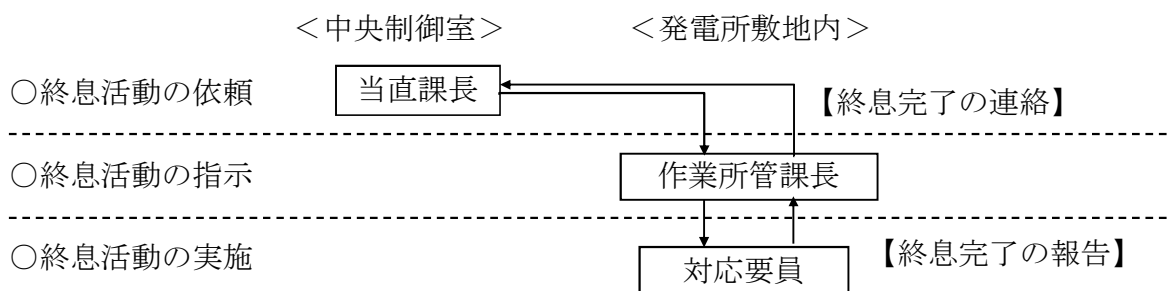 ＜中央制御室＞ ＜発電所敷地内＞
○終息活動の依頼 当直課長 【終息完了の連絡】
○終息活動の指示 作業所管課長
○終息活動の実施 対応要員 【終息完了の報告】